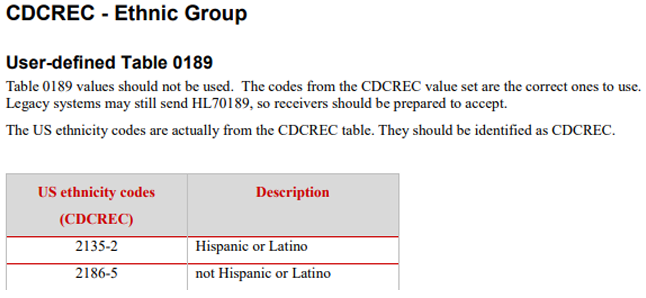 CDCREC - Ethnic Group
User-defined Table 0189
Table 0189 values should not be used.  The codes from the CDCREC value set are the correct ones to use.
Legacy systems may still send HL70189, so receivers should be prepared to accept.
The US ethnicity codes are actually from the CDCREC table. They should be identified as CDCREC.
US ethnicity codes Description
(CDCREC)
2135-2 Hispanic or Latino
2186-5 not Hispanic or Latino